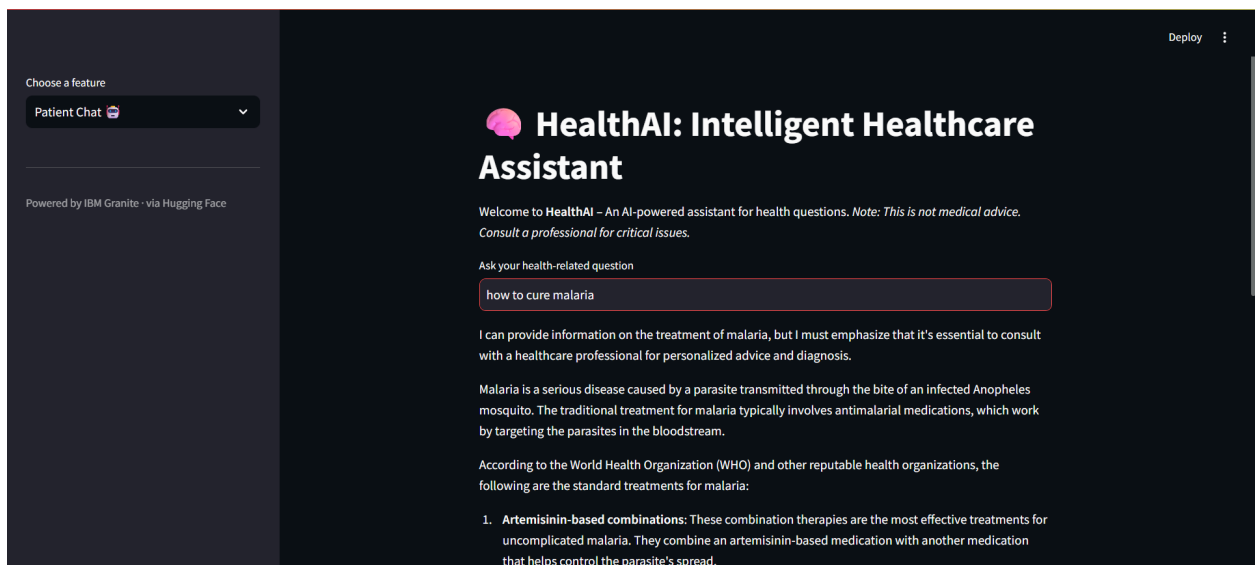 Deploy
Choose a feature
Patient Chat
Powered by IBM Granite · via Hugging Face
HealthAI: Intelligent Healthcare
Assistant
Welcome to HealthAI – An AI-powered assistant for health questions. Note: This is not medical advice.
Consult a professional for critical issues.
Ask your health-related question
how to cure malaria
I can provide information on the treatment of malaria, but I must emphasize that it's essential to consult
with a healthcare professional for personalized advice and diagnosis.
Malaria is a serious disease caused by a parasite transmitted through the bite of an infected Anopheles
mosquito. The traditional treatment for malaria typically involves antimalarial medications, which work
by targeting the parasites in the bloodstream.
According to the World Health Organization (WHO) and other reputable health organizations, the
following are the standard treatments for malaria:
1. Artemisinin-based combinations: These combination therapies are the most effective treatments for
uncomplicated malaria. They combine an artemisinin-based medication with another medication
that helps control the parasite's spread.